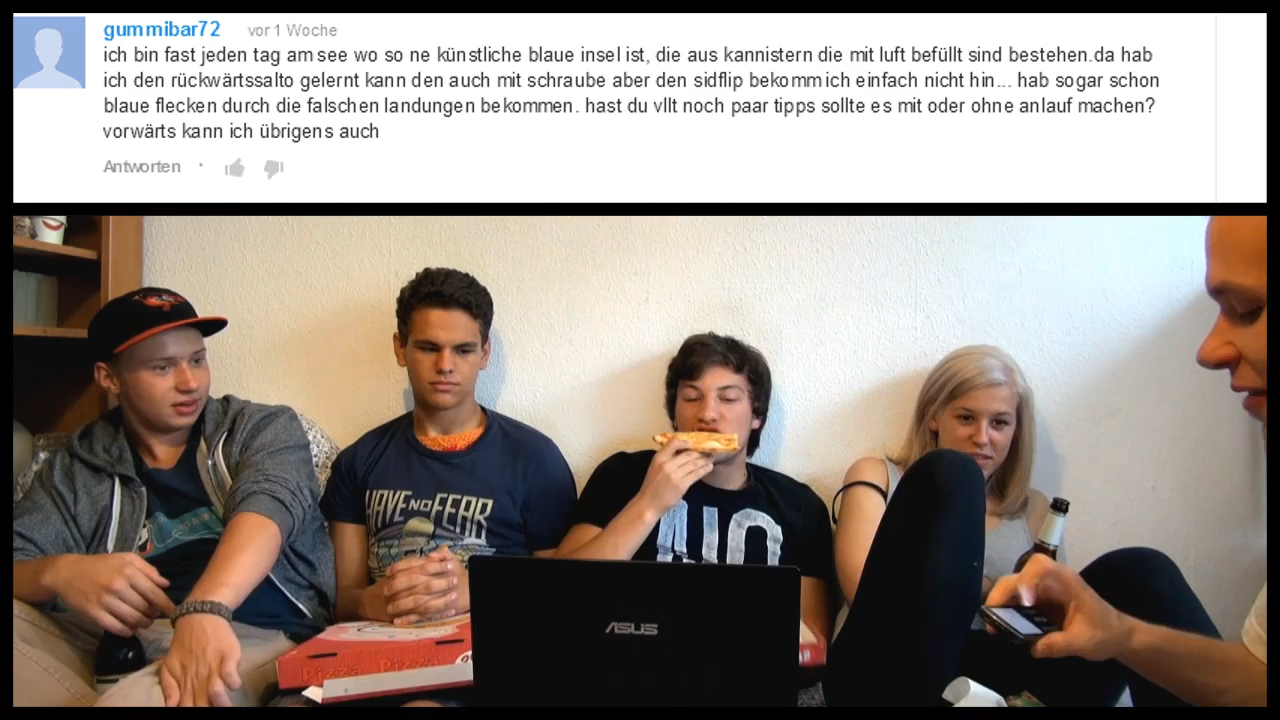 gummibar72 vor 1 Woche
ich bin fast jeden tag am see wo so ne künstliche blaue insel ist, die aus kannistern die mit luft befüllt sind bestehen.da hab
ich den rückwärtssalto gelernt kann den auch mit schraube aber den sidflip bekomm ich einfach nicht hin... hab sogar schon
blaue flecken durch die falschen landungen bekommen. hast du vllt noch paar tipps sollte es mit oder ohne anlauf machen?
vorwärts kann ich übrigens auch
Antworten ·
HAVE NO FEAR
ASUS
Pizza Pizza